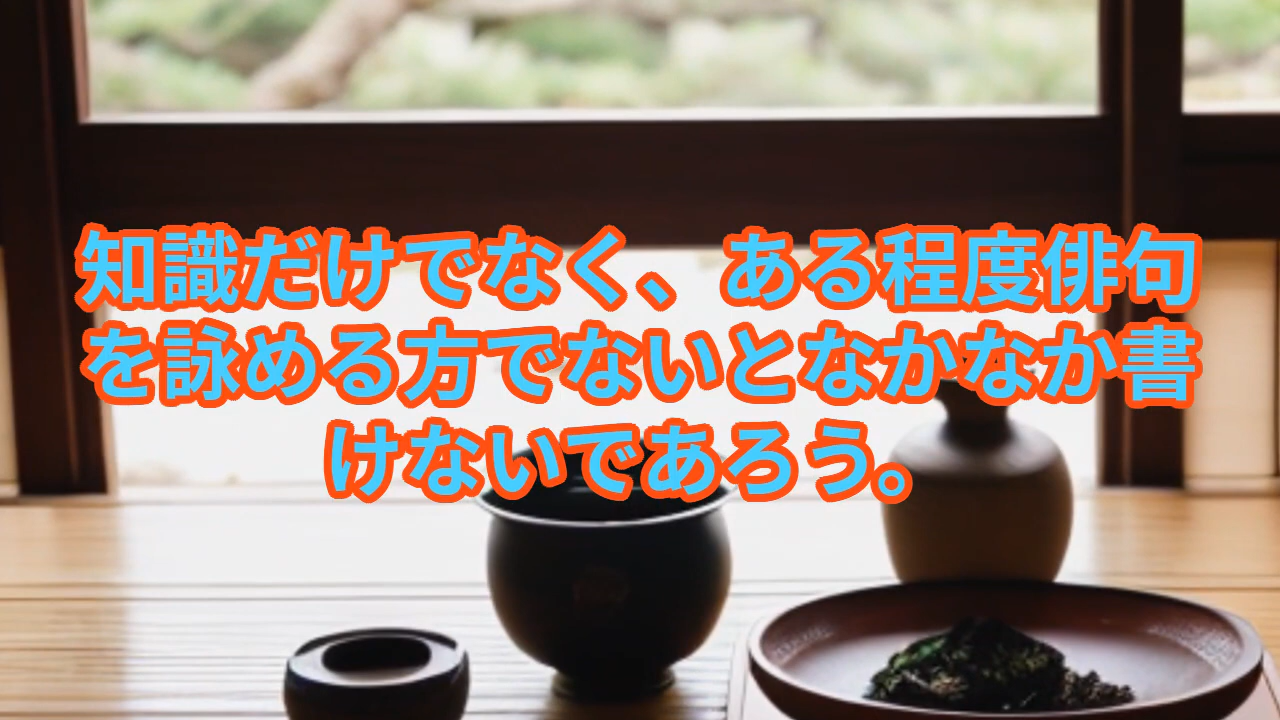 知識だけでなく、ある程度俳句
を詠める方でないとなかなか書
けないであろう。